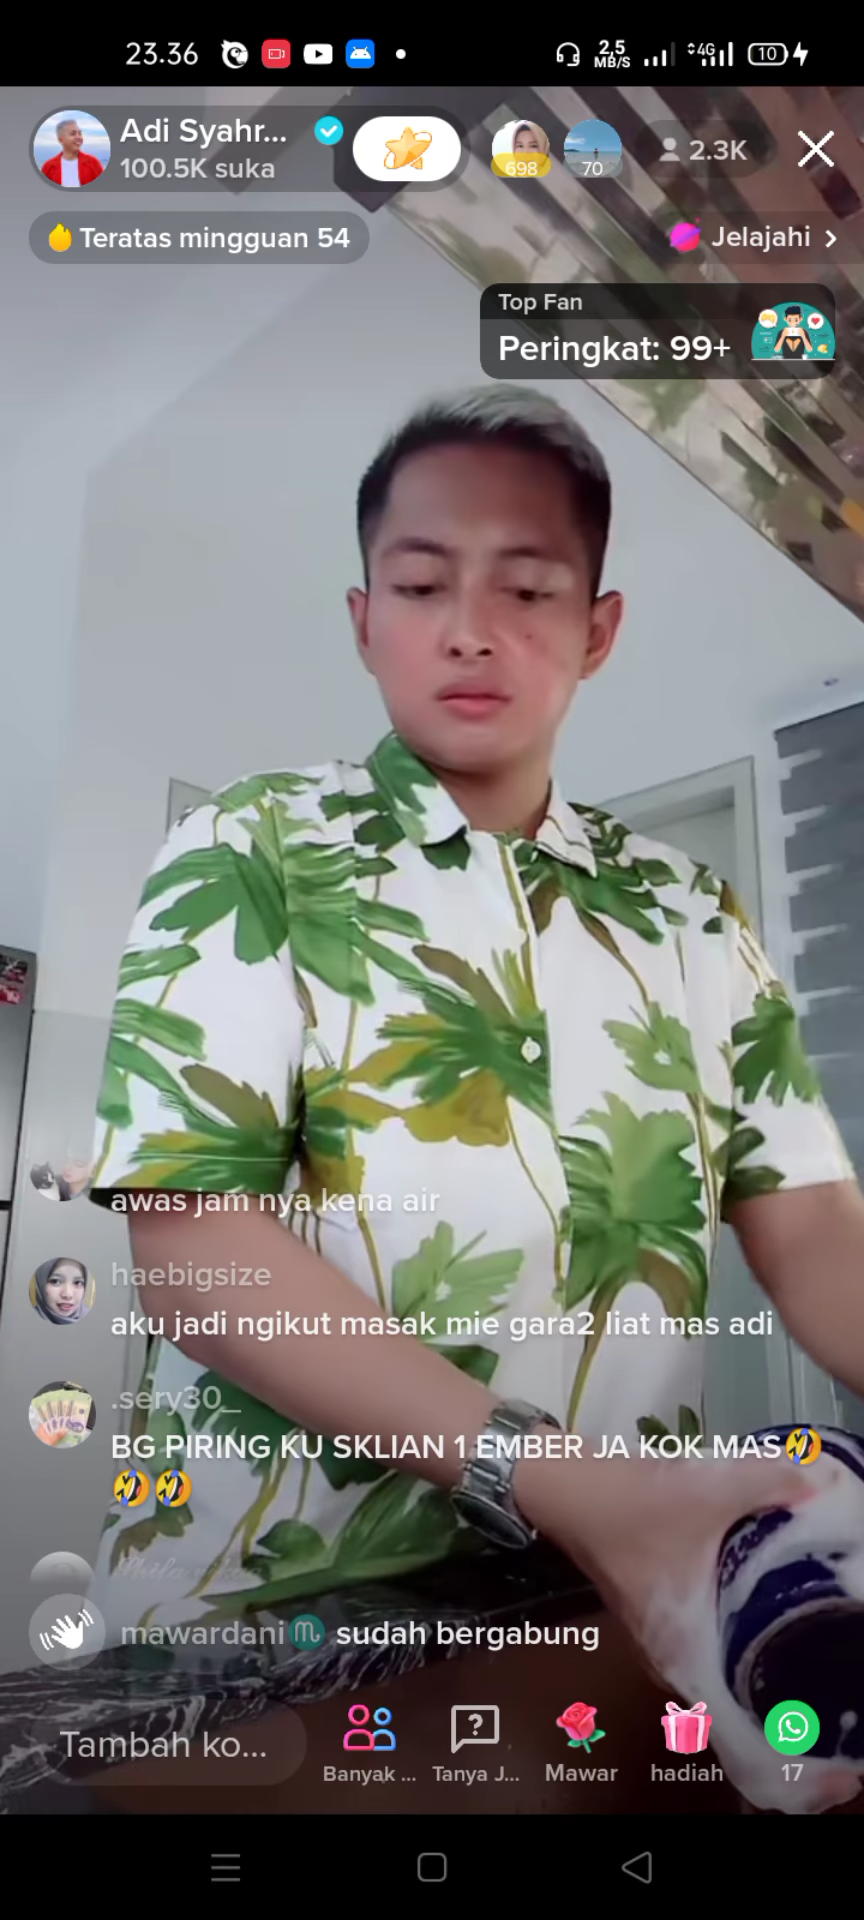 23.36
2,5
MB/S
4G
10
Adi Syahr...
100.5K suka
698
70
2.3K
Teratas mingguan 54
Jelajahi
Top Fan
Peringkat: 99+
awas jam nya kena air
haebigsize
aku jadi ngikut masak mie gara2 liat mas adi
.sery30_
BG PIRING KU SKLIAN 1 EMBER JA KOK MAS🤣
🤣🤣
mawardani♏ sudah bergabung
Tambah ko...
Banyak ...
Tanya J...
Mawar
hadiah
17